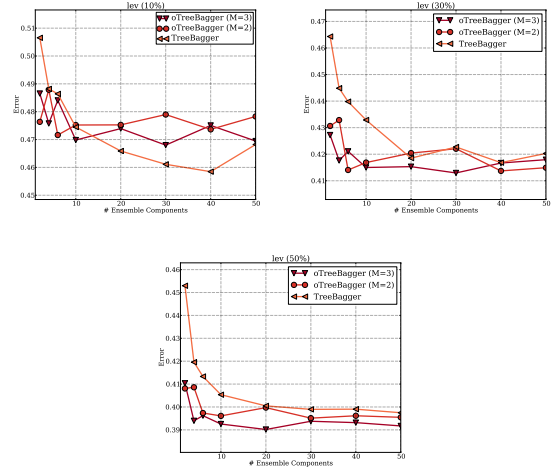 lev (10%)
oTreeBagger (M=3)
oTreeBagger (M=2)
TreeBagger
0.51
0.50
0.49
0.48
0.47
0.46
0.45
Error
10 20 30 40 50
# Ensemble Components
lev (30%)
oTreeBagger (M=3)
oTreeBagger (M=2)
TreeBagger
0.47
0.46
0.45
0.44
0.43
0.42
0.41
Error
10 20 30 40 50
# Ensemble Components
lev (50%)
oTreeBagger (M=3)
oTreeBagger (M=2)
TreeBagger
0.46
0.45
0.44
0.43
0.42
0.41
0.40
0.39
Error
10 20 30 40 50
# Ensemble Components